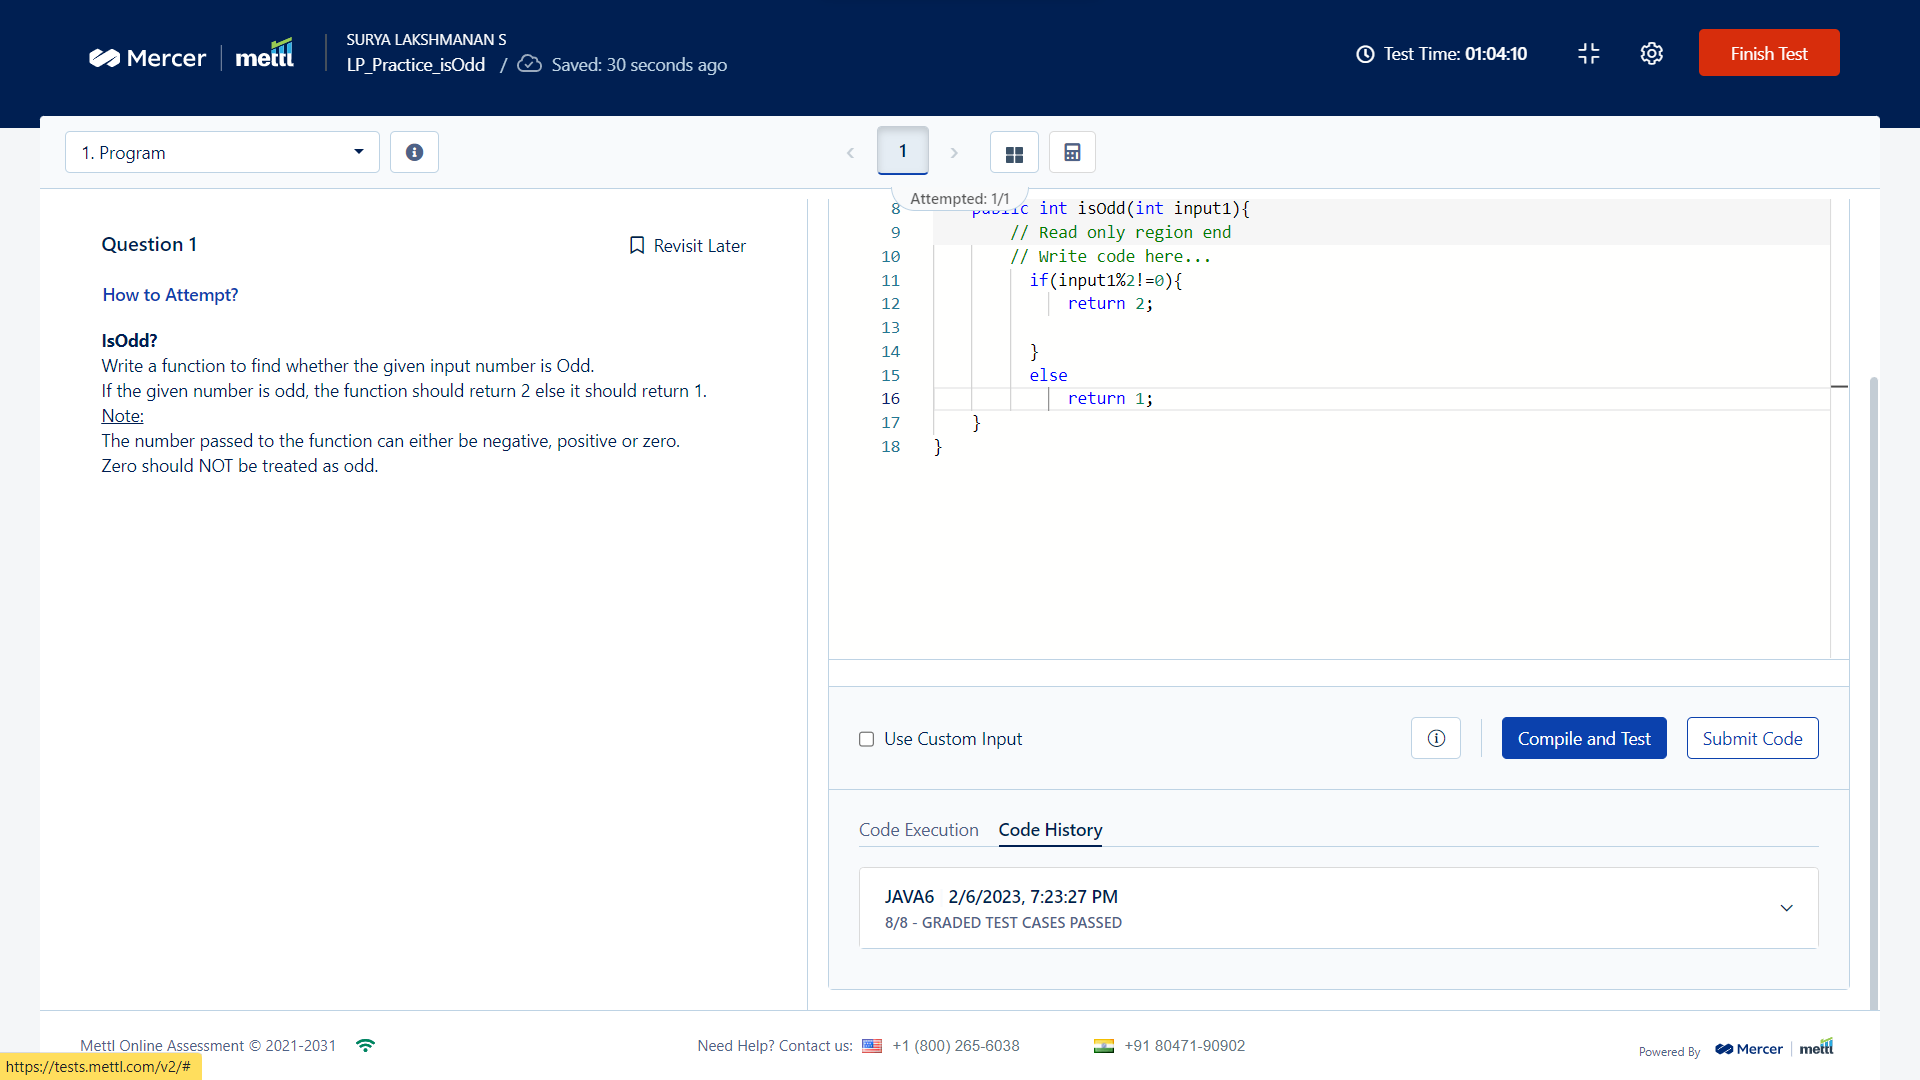 Mercer
mettl
SURYA LAKSHMANAN S
LP_Practice_isOdd / Saved: 30 seconds ago
Test Time: 01:04:10
Finish Test
1. Program
1
Attempted: 1/1
Question 1
Revisit Later
How to Attempt?
IsOdd?
Write a function to find whether the given input number is Odd.
If the given number is odd, the function should return 2 else it should return 1.
Note:
The number passed to the function can either be negative, positive or zero.
Zero should NOT be treated as odd.
8 public int isOdd(int input1){
9 // Read only region end
10 // Write code here...
11 if(input1%2!=0){
12 return 2;
13
14 }
15 else
16 return 1;
17 }
18 }
Use Custom Input
Compile and Test
Submit Code
Code Execution
Code History
JAVA6 2/6/2023, 7:23:27 PM
8/8 - GRADED TEST CASES PASSED
Mettl Online Assessment © 2021-2031
Need Help? Contact us: +1 (800) 265-6038
+91 80471-90902
Powered By
Mercer
mettl
https://tests.mettl.com/v2/#